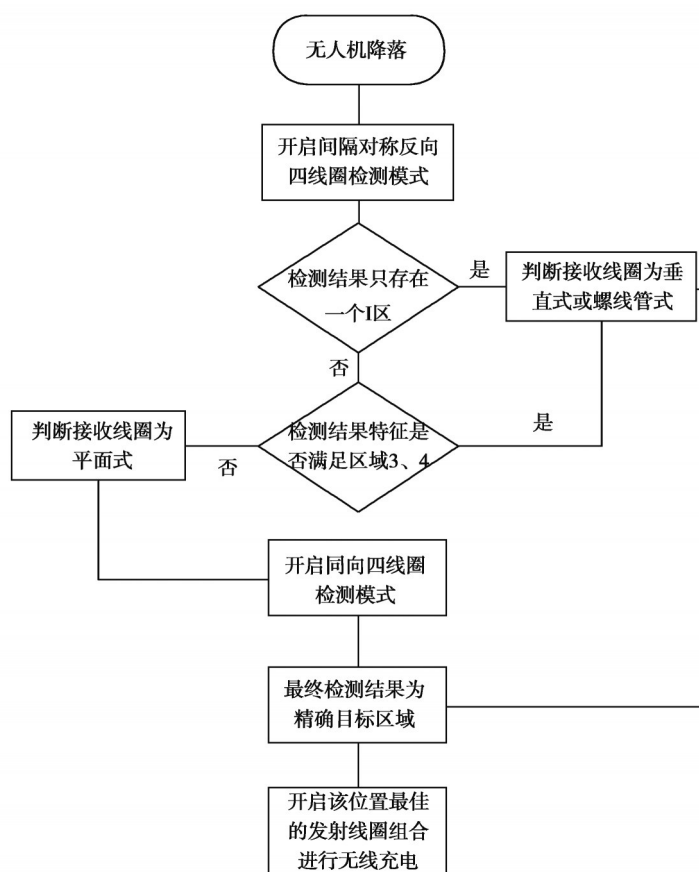 无人机降落
开启间隔对称反向
四线圈检测模式
检测结果只存在
一个I区
是
判断接收线圈为垂
直式或螺线管式
否
检测结果特征是
否满足区域3、4
是
否
判断接收线圈为
平面式
开启同向四线圈
检测模式
最终检测结果为
精确目标区域
开启该位置最佳
的发射线圈组合
进行无线充电